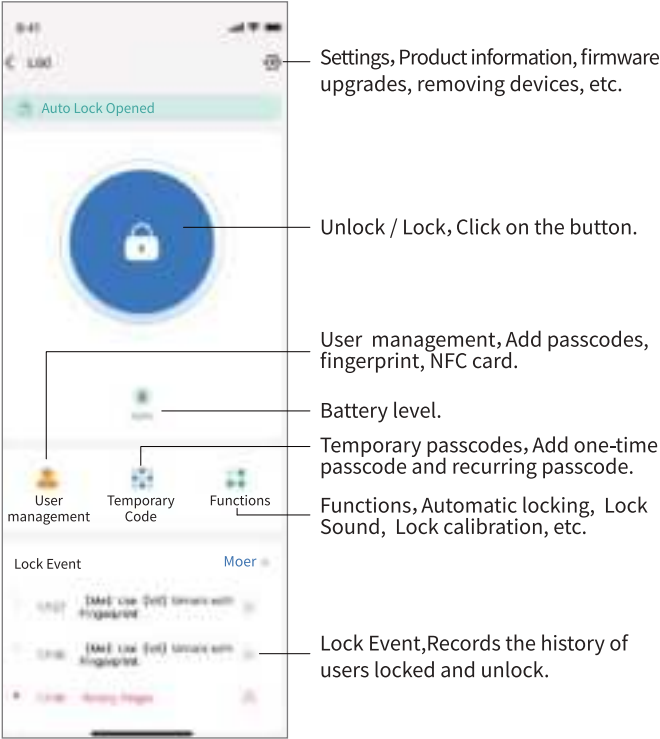 Settings, Product information, firmware
upgrades, removing devices, etc.
Auto Lock Opened
Unlock / Lock, Click on the button.
User management, Add passcodes,
fingerprint, NFC card.
Battery level.
Temporary passcodes, Add one-time
passcode and recurring passcode.
User
management
Temporary
Code
Functions
Functions, Automatic locking, Lock
Sound, Lock calibration, etc.
Lock Event
Moer
Lock Event,Records the history of
users locked and unlock.